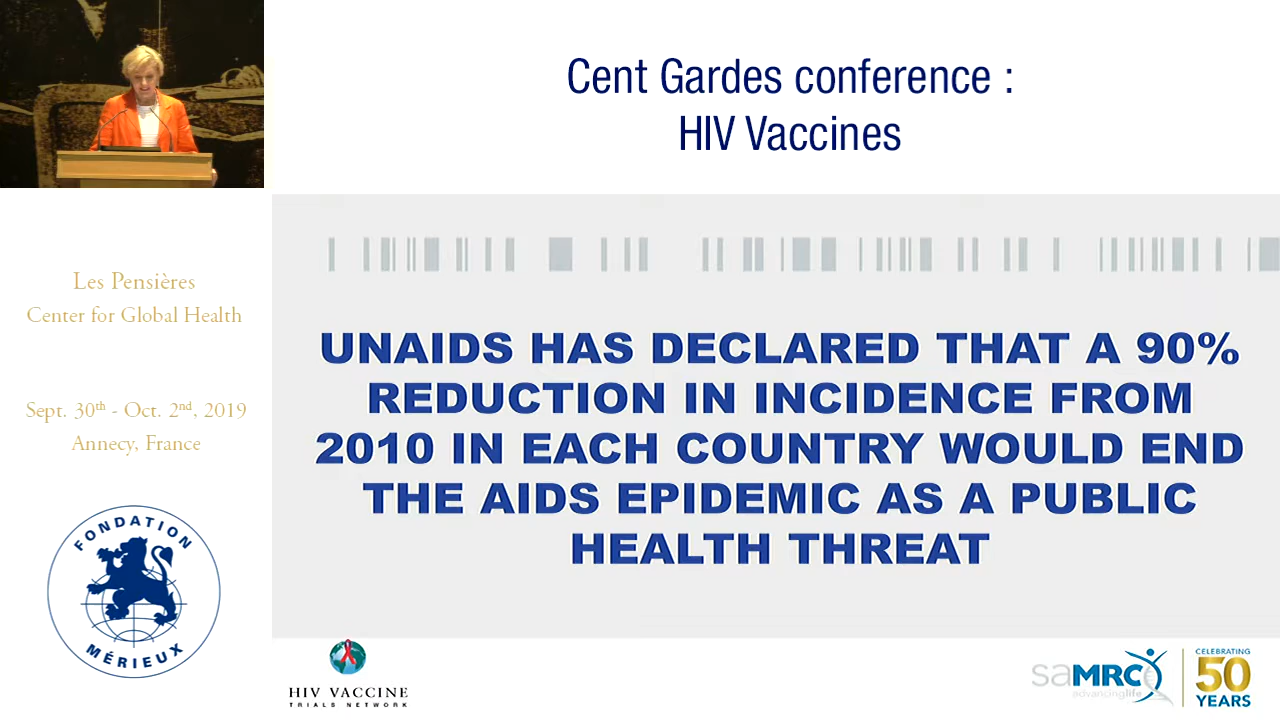 Cent Gardes conference :
HIV Vaccines
Les Pensières
Center for Global Health
Sept. 30th - Oct. 2nd, 2019
Annecy, France
FONDATION
MÉRIEUX
UNAIDS HAS DECLARED THAT A 90%
REDUCTION IN INCIDENCE FROM
2010 IN EACH COUNTRY WOULD END
THE AIDS EPIDEMIC AS A PUBLIC
HEALTH THREAT
HIV VACCINE
TRIALS NETWORK
saMRC
advancinglife
CELEBRATING
50
YEARS